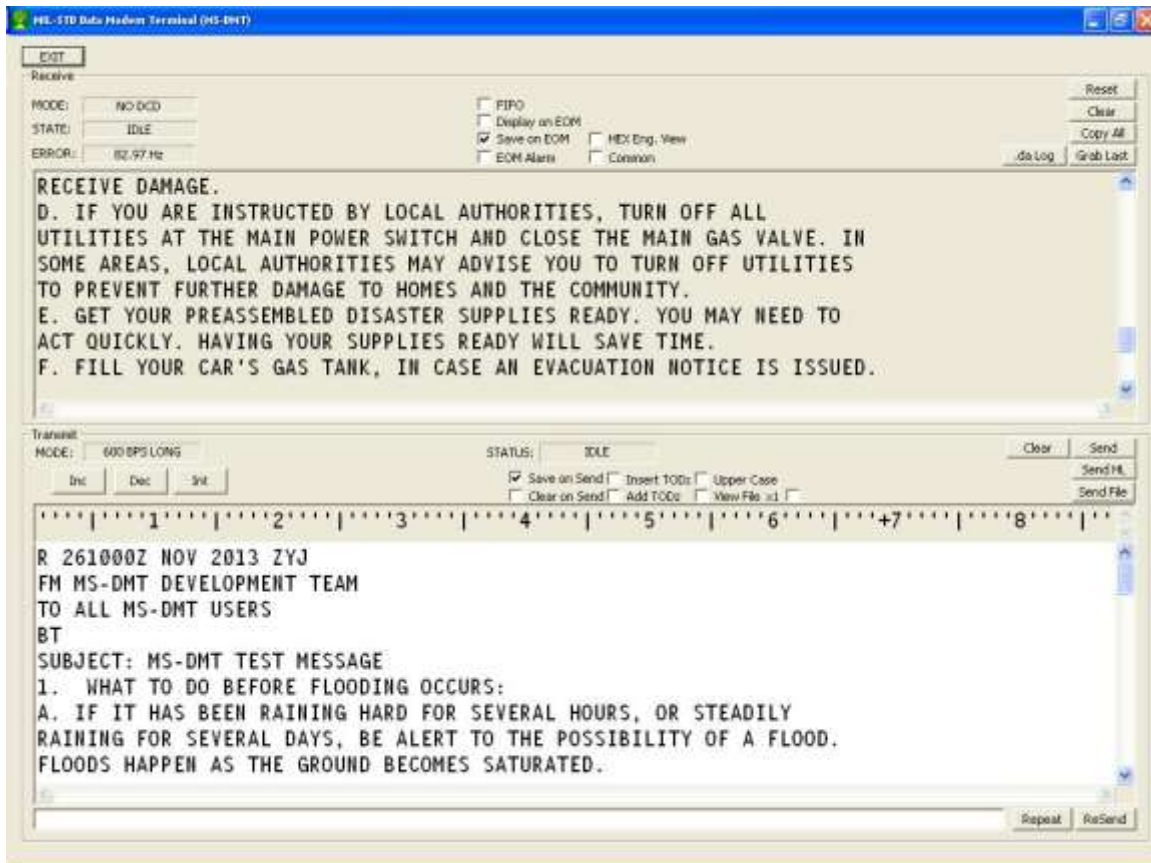 MIL-STD Data Modem Terminal (MS-DMT)
EXIT
Receive
MODE: NO DCD
STATE: IDLE
ERROR: 82.97 Hz
FIFO
Display on EOM
Save on EOM HEX Eng. View
EOM Alarm Common
Reset
Clear
Copy All
.da Log Grab Last
RECEIVE DAMAGE.
D. IF YOU ARE INSTRUCTED BY LOCAL AUTHORITIES, TURN OFF ALL
UTILITIES AT THE MAIN POWER SWITCH AND CLOSE THE MAIN GAS VALVE. IN
SOME AREAS, LOCAL AUTHORITIES MAY ADVISE YOU TO TURN OFF UTILITIES
TO PREVENT FURTHER DAMAGE TO HOMES AND THE COMMUNITY.
E. GET YOUR PREASSEMBLED DISASTER SUPPLIES READY. YOU MAY NEED TO
ACT QUICKLY. HAVING YOUR SUPPLIES READY WILL SAVE TIME.
F. FILL YOUR CAR'S GAS TANK, IN CASE AN EVACUATION NOTICE IS ISSUED.
Transmit
MODE: 600 BPS LONG STATUS: IDLE Clear Send
Inc Dec Int
Save on Send Insert TODs Upper Case Send ML
Clear on Send Add TODs View File x1 Send File
''''|''''1''''|''''2''''|''''3''''|''''4''''|''''5''''|''''6''''|'''+7''''|''''8''''|''
R 261000Z NOV 2013 ZYJ
FM MS-DMT DEVELOPMENT TEAM
TO ALL MS-DMT USERS
BT
SUBJECT: MS-DMT TEST MESSAGE
1. WHAT TO DO BEFORE FLOODING OCCURS:
A. IF IT HAS BEEN RAINING HARD FOR SEVERAL HOURS, OR STEADILY
RAINING FOR SEVERAL DAYS, BE ALERT TO THE POSSIBILITY OF A FLOOD.
FLOODS HAPPEN AS THE GROUND BECOMES SATURATED.
Repeat ReSend